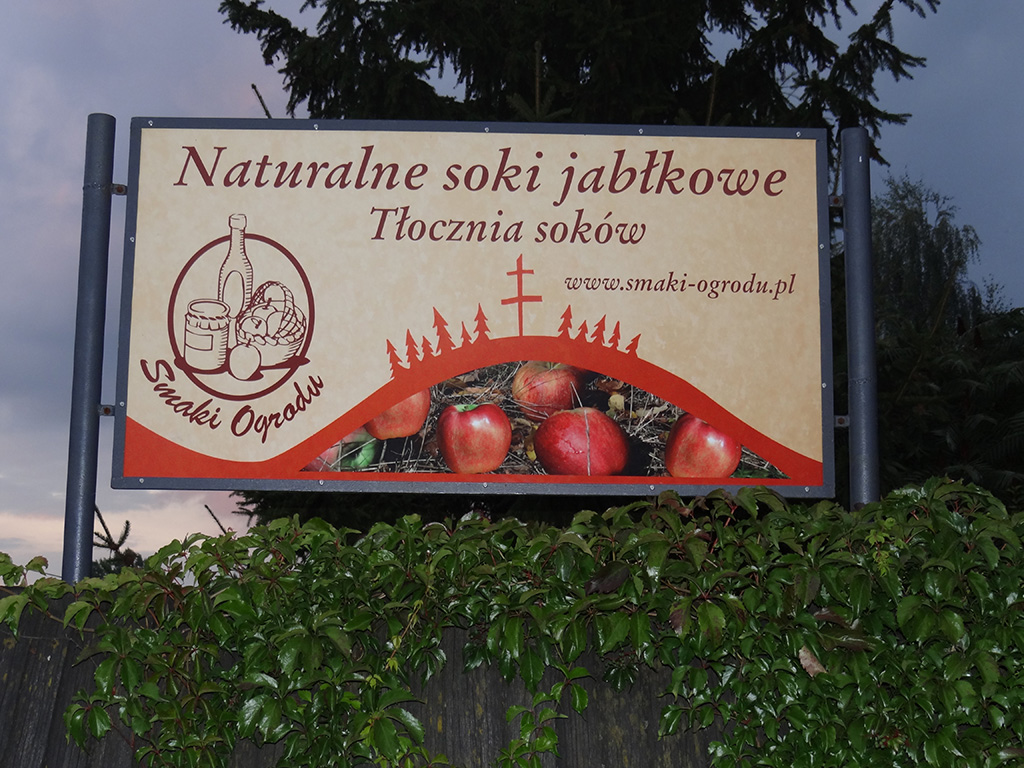 Naturalne soki jabłkowe
Tłocznia soków
www.smaki-ogrodu.pl
Smaki Ogrodu